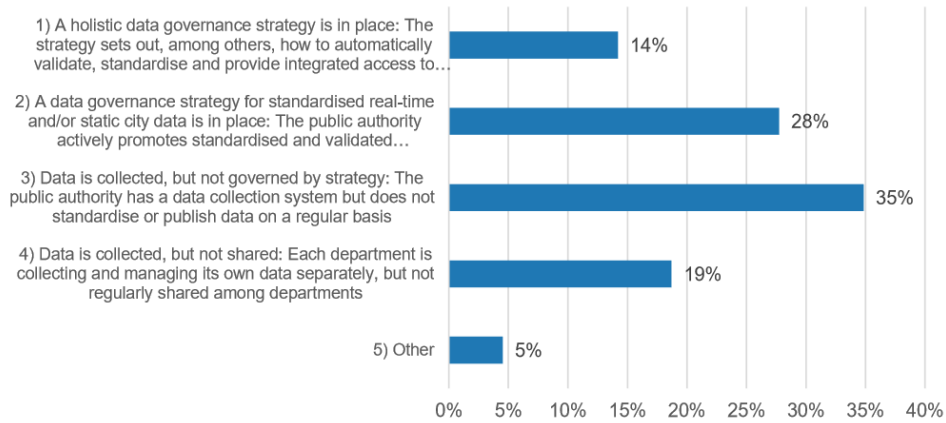 1) A holistic data governance strategy is in place: The
strategy sets out, among others, how to automatically
validate, standardise and provide integrated access to…
14%
2) A data governance strategy for standardised real-time
and/or static city data is in place: The public authority
actively promotes standardised and validated…
28%
3) Data is collected, but not governed by strategy: The
public authority has a data collection system but does not
standardise or publish data on a regular basis
35%
4) Data is collected, but not shared: Each department is
collecting and managing its own data separately, but not
regularly shared among departments
19%
5) Other
5%
0% 5% 10% 15% 20% 25% 30% 35% 40%